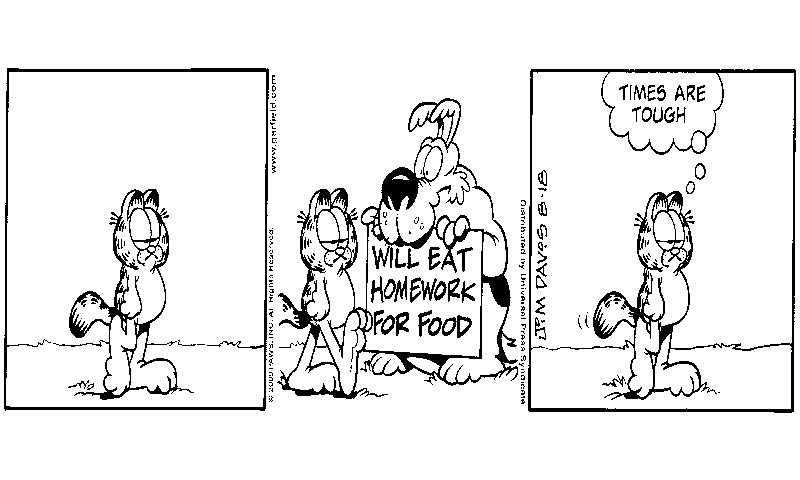 www.garfield.com
© 2000 PAWS, INC. All Rights Reserved.
WILL EAT
HOMEWORK
FOR FOOD
Distributed by Universal Press Syndicate
JIM DAVIS 8-18
TIMES ARE
TOUGH